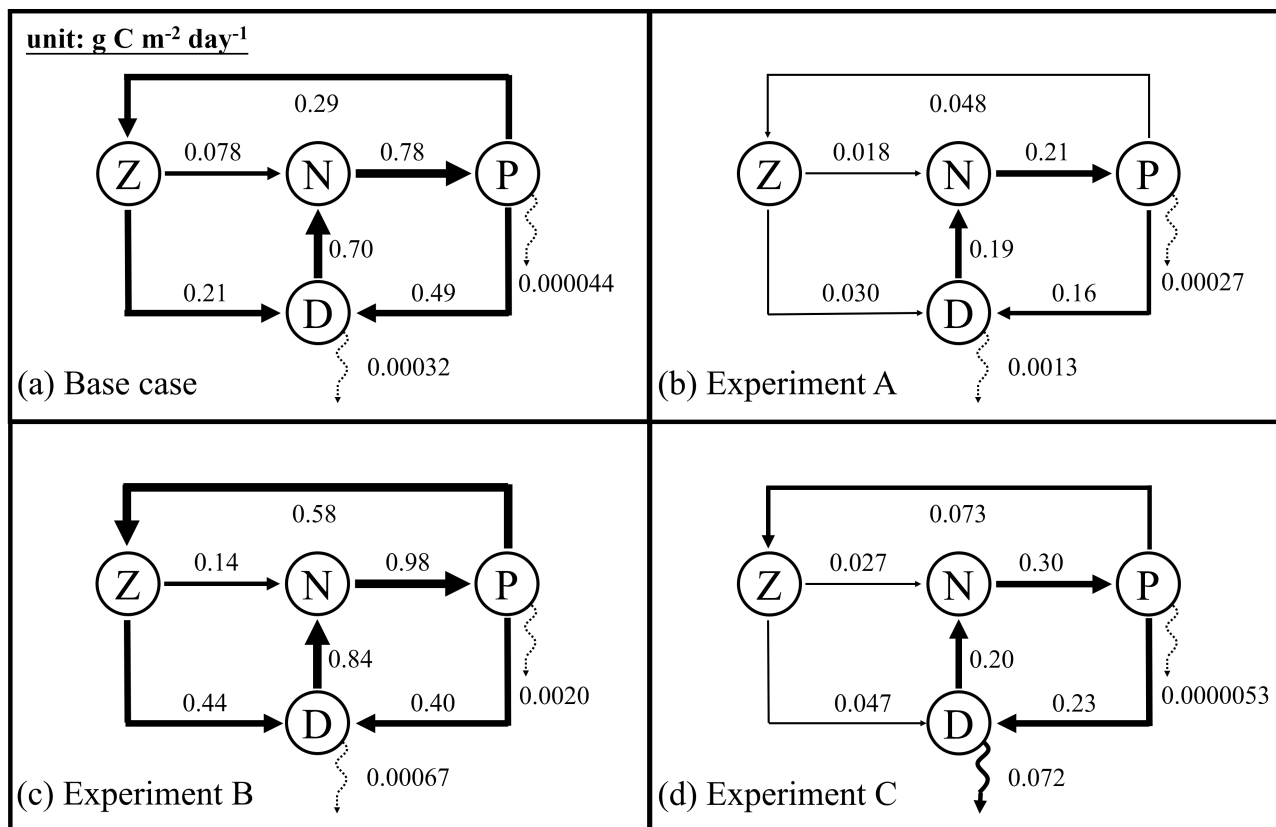 unit: g C m-2 day-1
0.29
Z
0.078
N
0.78
P
0.70
0.21
D
0.49
0.000044
0.00032
(a) Base case
0.048
Z
0.018
N
0.21
P
0.19
0.030
D
0.16
0.00027
0.0013
(b) Experiment A
0.58
Z
0.14
N
0.98
P
0.84
0.44
D
0.40
0.0020
0.00067
(c) Experiment B
0.073
Z
0.027
N
0.30
P
0.20
0.047
D
0.23
0.0000053
0.072
(d) Experiment C